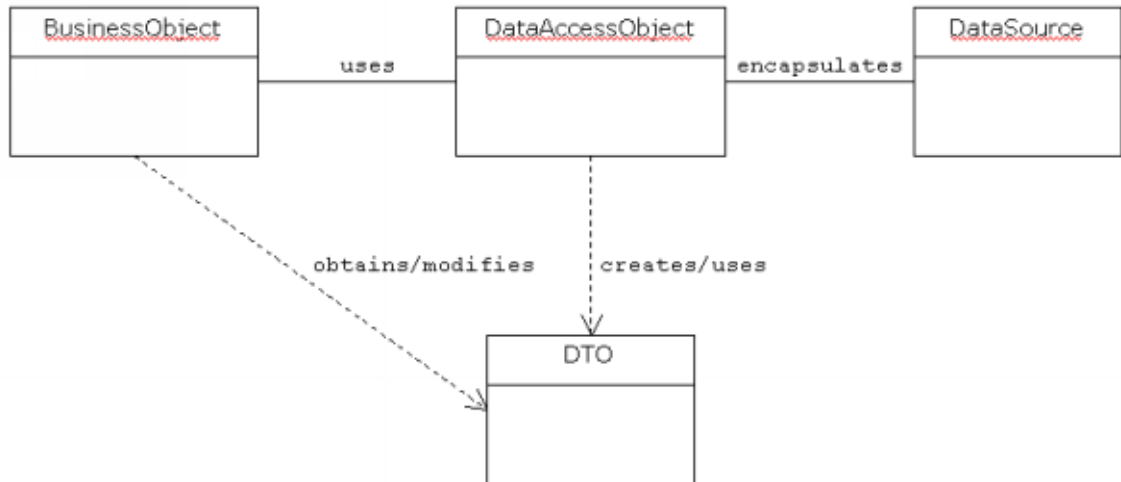 BusinessObject
DataAccessObject
DataSource
uses
encapsulates
obtains/modifies
creates/uses
DTO